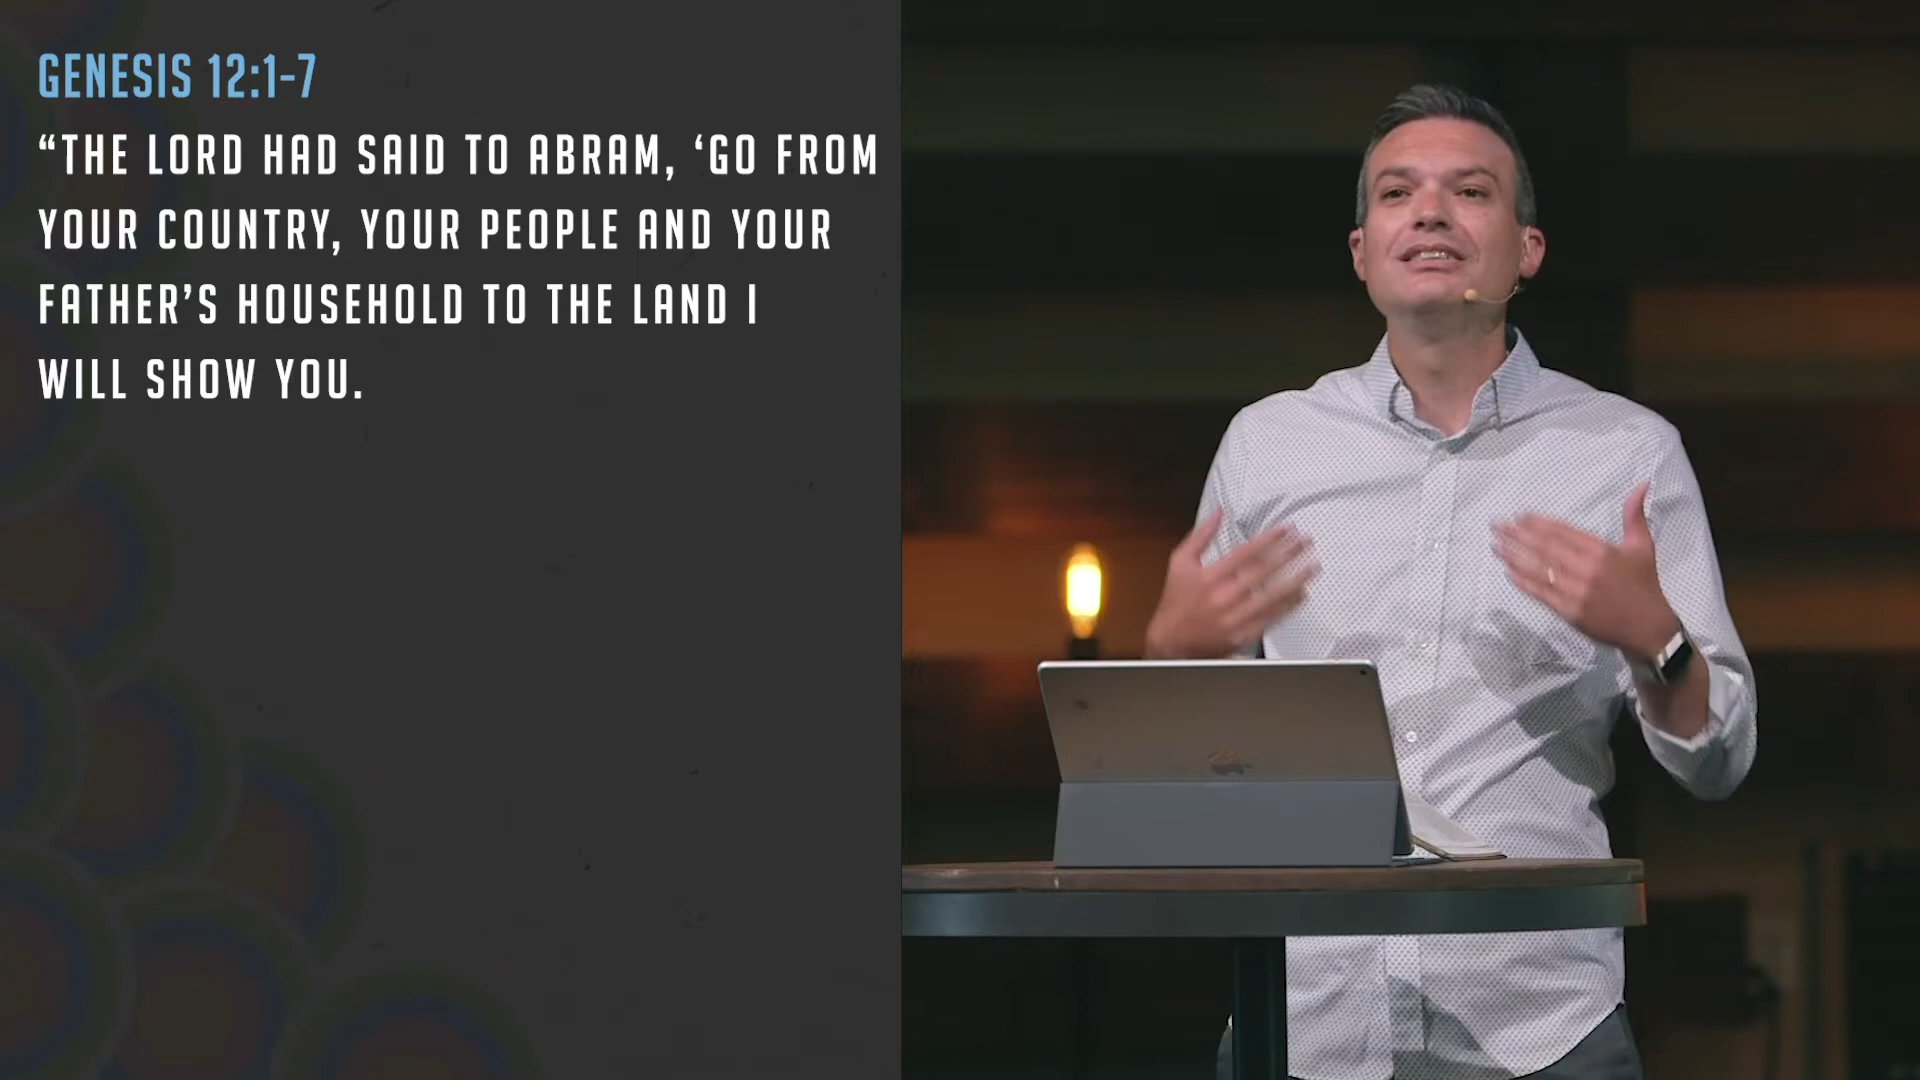 GENESIS 12:1-7
“THE LORD HAD SAID TO ABRAM, ‘GO FROM
YOUR COUNTRY, YOUR PEOPLE AND YOUR
FATHER’S HOUSEHOLD TO THE LAND I
WILL SHOW YOU.